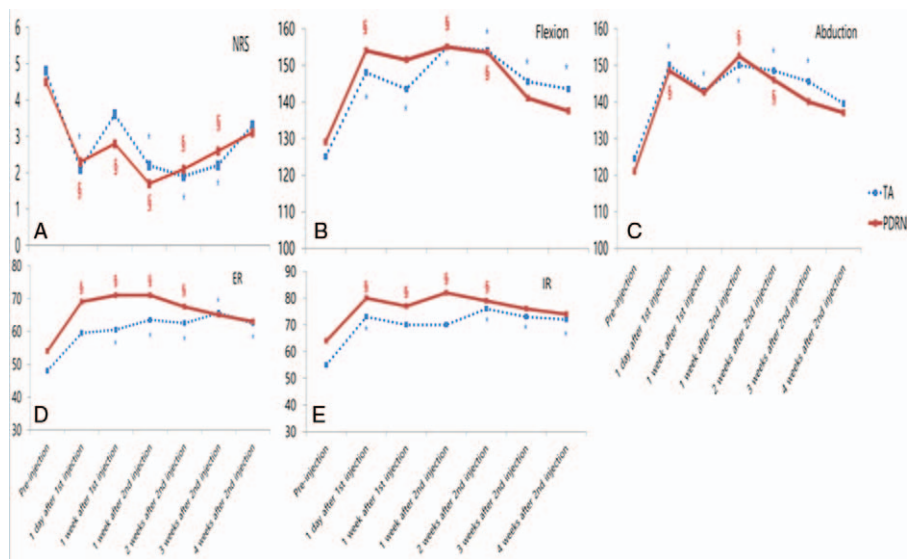 NRS
6
5
4
3
2
1
0
A
Flexion
160
150
140
130
120
110
100
B
Abduction
160
150
140
130
120
110
100
C
TA
PDRN
Pre-injection
1 day after 1st injection
1 week after 1st injection
1 week after 2nd injection
2 weeks after 2nd injection
3 weeks after 2nd injection
4 weeks after 2nd injection
ER
80
70
60
50
40
30
D
Pre-injection
1 day after 1st injection
1 week after 1st injection
1 week after 2nd injection
2 weeks after 2nd injection
3 weeks after 2nd injection
4 weeks after 2nd injection
IR
90
80
70
60
50
40
30
E
Pre-injection
1 day after 1st injection
1 week after 1st injection
1 week after 2nd injection
2 weeks after 2nd injection
3 weeks after 2nd injection
4 weeks after 2nd injection